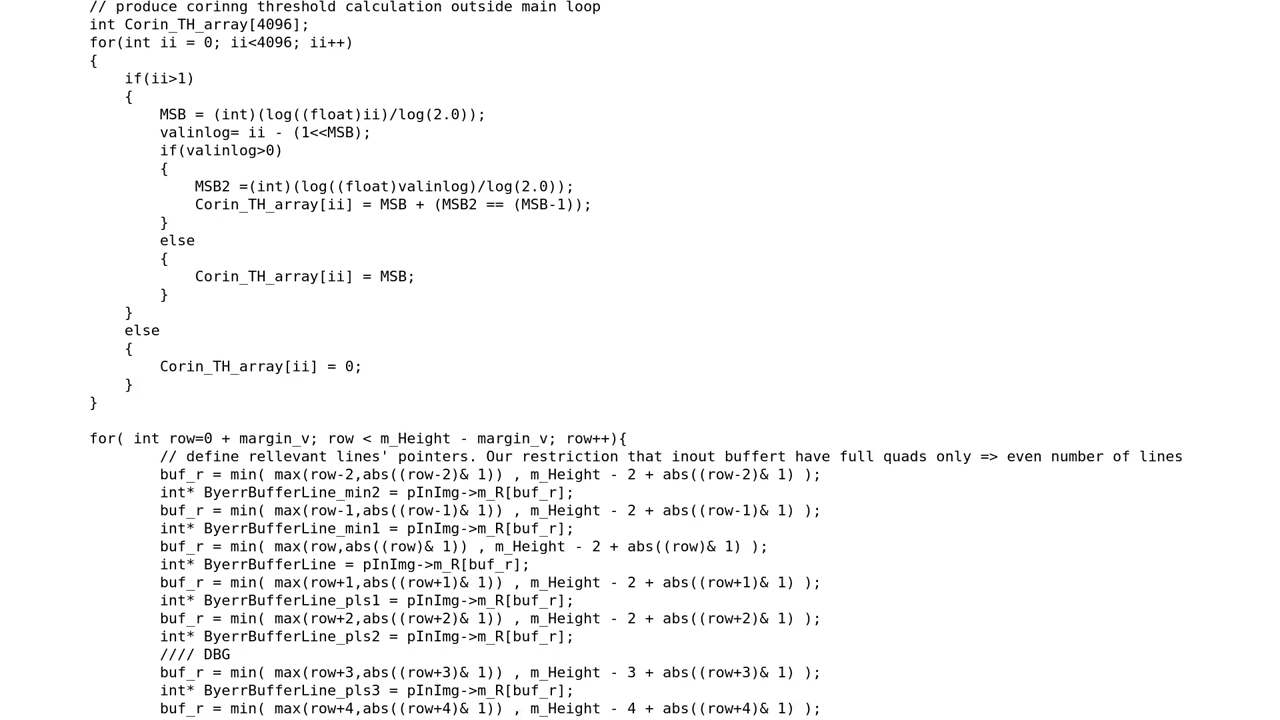 // produce corinng threshold calculation outside main loop
int Corin_TH_array[4096];
for(int ii = 0; ii<4096; ii++)
{
if(ii>1)
{
MSB = (int)(log((float)ii)/log(2.0));
valinlog= ii - (1<<MSB);
if(valinlog>0)
{
MSB2 =(int)(log((float)valinlog)/log(2.0));
Corin_TH_array[ii] = MSB + (MSB2 == (MSB-1));
}
else
{
Corin_TH_array[ii] = MSB;
}
}
else
{
Corin_TH_array[ii] = 0;
}
}
for( int row=0 + margin_v; row < m_Height - margin_v; row++){
// define rellevant lines' pointers. Our restriction that inout buffert have full quads only => even number of lines
buf_r = min( max(row-2,abs((row-2)& 1)) , m_Height - 2 + abs((row-2)& 1) );
int* ByerrBufferLine_min2 = pInImg->m_R[buf_r];
buf_r = min( max(row-1,abs((row-1)& 1)) , m_Height - 2 + abs((row-1)& 1) );
int* ByerrBufferLine_min1 = pInImg->m_R[buf_r];
buf_r = min( max(row,abs((row)& 1)) , m_Height - 2 + abs((row)& 1) );
int* ByerrBufferLine = pInImg->m_R[buf_r];
buf_r = min( max(row+1,abs((row+1)& 1)) , m_Height - 2 + abs((row+1)& 1) );
int* ByerrBufferLine_pls1 = pInImg->m_R[buf_r];
buf_r = min( max(row+2,abs((row+2)& 1)) , m_Height - 2 + abs((row+2)& 1) );
int* ByerrBufferLine_pls2 = pInImg->m_R[buf_r];
//// DBG
buf_r = min( max(row+3,abs((row+3)& 1)) , m_Height - 3 + abs((row+3)& 1) );
int* ByerrBufferLine_pls3 = pInImg->m_R[buf_r];
buf_r = min( max(row+4,abs((row+4)& 1)) , m_Height - 4 + abs((row+4)& 1) );